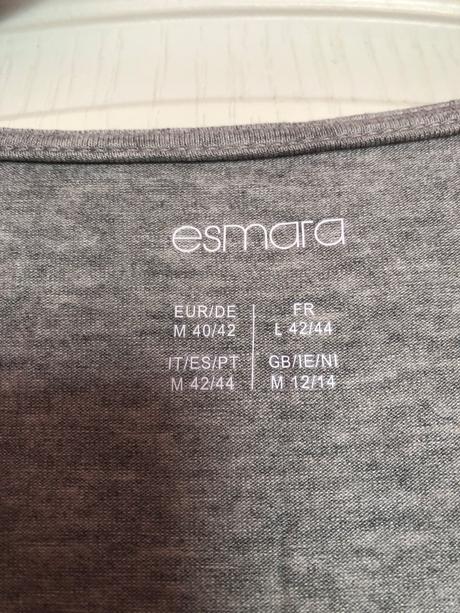 esmara
EUR/DE
M 40/42
FR
L 42/44
IT/ES/PT
M 42/44
GB/IE/NI
M 12/14